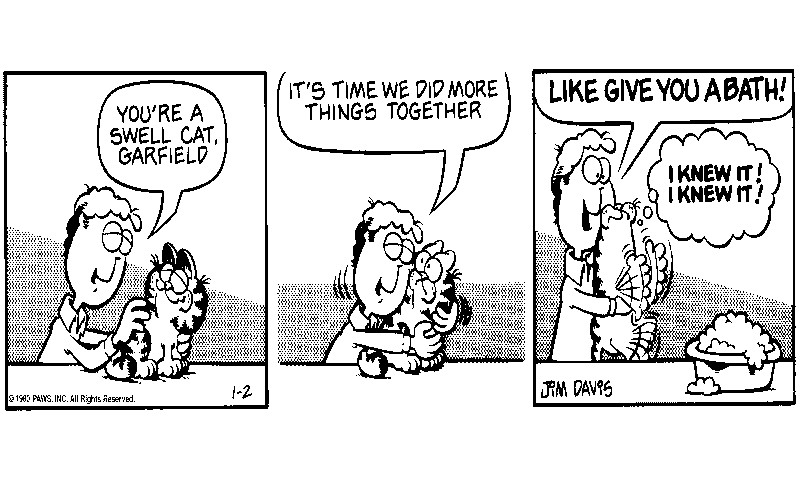 YOU'RE A
SWELL CAT,
GARFIELD
© 1980 PAWS, INC. All Rights Reserved.
1-2
IT'S TIME WE DID MORE
THINGS TOGETHER
LIKE GIVE YOU A BATH!
I KNEW IT!
I KNEW IT!
JIM DAVIS